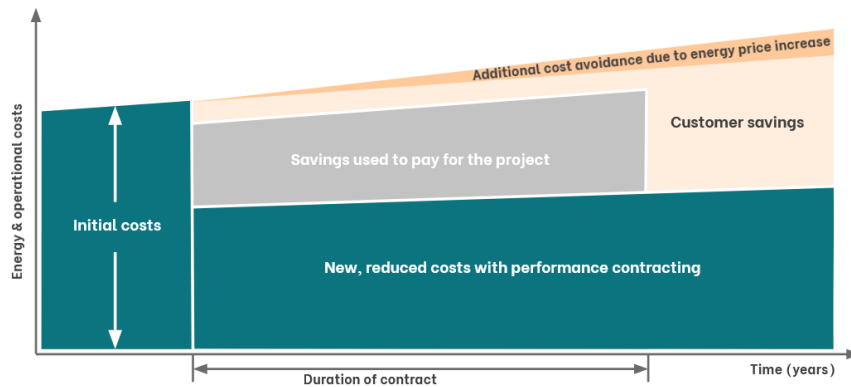 Additional cost avoidance due to energy price increase
Customer savings
Savings used to pay for the project
Energy & operational costs
Initial costs
New, reduced costs with performance contracting
Time (years)
Duration of contract